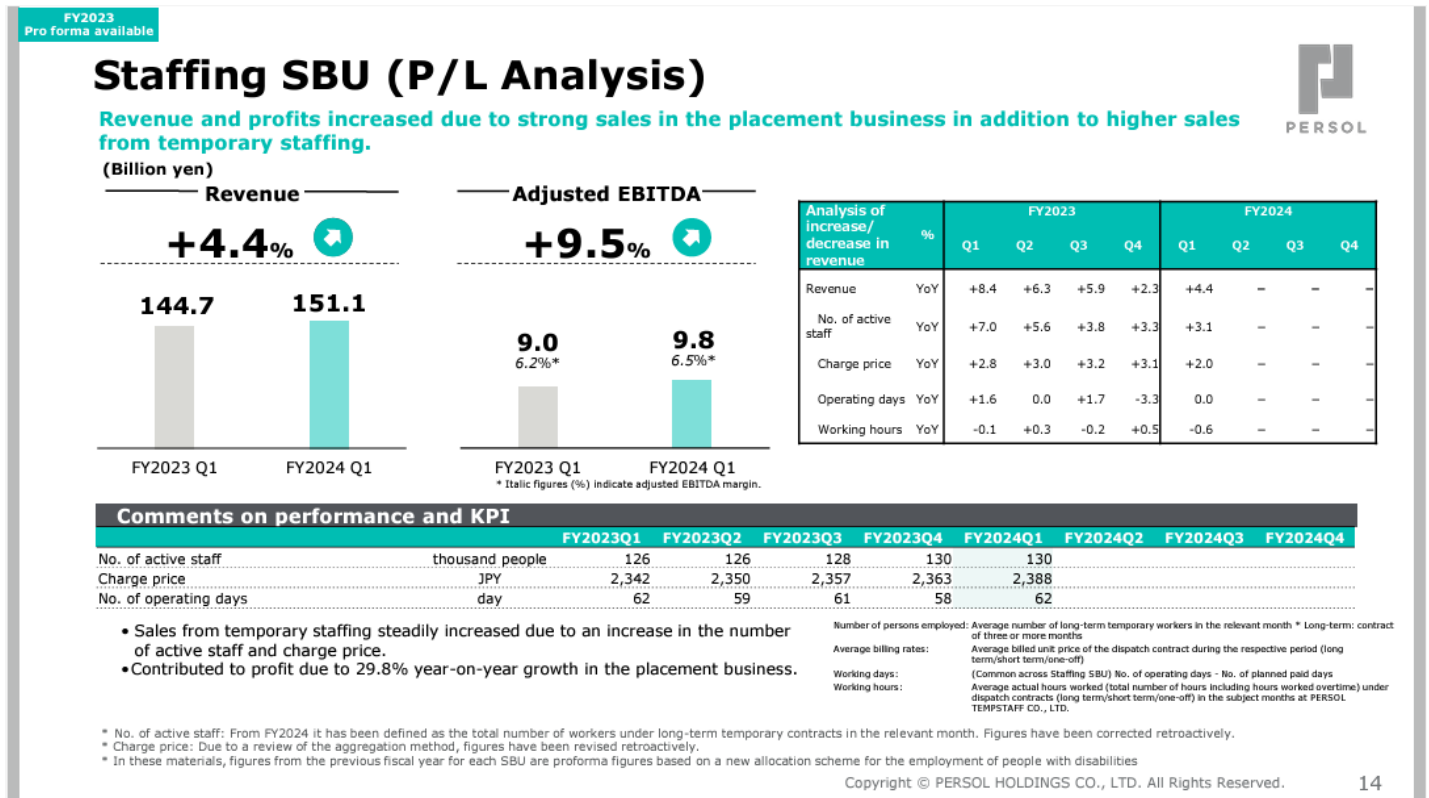 FY2023
Pro forma available
Staffing SBU (P/L Analysis)
PERSOL
Revenue and profits increased due to strong sales in the placement business in addition to higher sales
from temporary staffing.
(Billion yen)
Revenue
+4.4%
144.7
151.1
FY2023 Q1
FY2024 Q1
Adjusted EBITDA
+9.5%
9.0
6.2%*
9.8
6.5%*
FY2023 Q1
FY2024 Q1
* Italic figures (%) indicate adjusted EBITDA margin.
Analysis of
increase/
decrease in
revenue
% FY2023 FY2024
Q1 Q2 Q3 Q4 Q1 Q2 Q3 Q4
Revenue YoY +8.4 +6.3 +5.9 +2.3 +4.4 – – –
No. of active
staff YoY +7.0 +5.6 +3.8 +3.3 +3.1 – – –
Charge price YoY +2.8 +3.0 +3.2 +3.1 +2.0 – – –
Operating days YoY +1.6 0.0 +1.7 -3.3 0.0 – – –
Working hours YoY -0.1 +0.3 -0.2 +0.5 -0.6 – – –
Comments on performance and KPI
FY2023Q1 FY2023Q2 FY2023Q3 FY2023Q4 FY2024Q1 FY2024Q2 FY2024Q3 FY2024Q4
No. of active staff thousand people 126 126 128 130 130
Charge price JPY 2,342 2,350 2,357 2,363 2,388
No. of operating days day 62 59 61 58 62
• Sales from temporary staffing steadily increased due to an increase in the number
of active staff and charge price.
•Contributed to profit due to 29.8% year-on-year growth in the placement business.
Number of persons employed: Average number of long-term temporary workers in the relevant month * Long-term: contract
of three or more months
Average billing rates: Average billed unit price of the dispatch contract during the respective period (long
term/short term/one-off)
Working days: (Common across Staffing SBU) No. of operating days - No. of planned paid days
Working hours: Average actual hours worked (total number of hours including hours worked overtime) under
dispatch contracts (long term/short term/one-off) in the subject months at PERSOL
TEMPSTAFF CO., LTD.
* No. of active staff: From FY2024 it has been defined as the total number of workers under long-term temporary contracts in the relevant month. Figures have been corrected retroactively.
* Charge price: Due to a review of the aggregation method, figures have been revised retroactively.
* In these materials, figures from the previous fiscal year for each SBU are proforma figures based on a new allocation scheme for the employment of people with disabilities
Copyright © PERSOL HOLDINGS CO., LTD. All Rights Reserved. 14